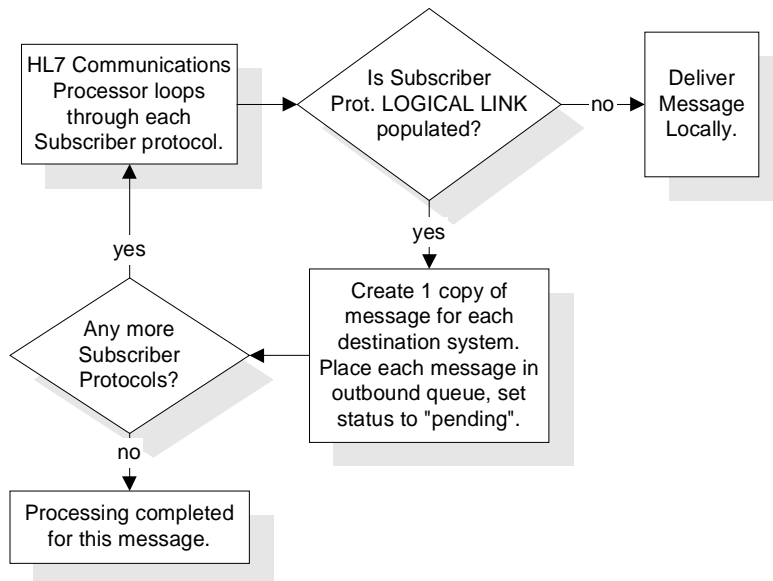 HL7 Communications
Processor loops
through each
Subscriber protocol.
Is Subscriber
Prot. LOGICAL LINK
populated?
no
Deliver
Message
Locally.
yes
Create 1 copy of
message for each
destination system.
Place each message in
outbound queue, set
status to "pending".
Any more
Subscriber
Protocols?
yes
no
Processing completed
for this message.